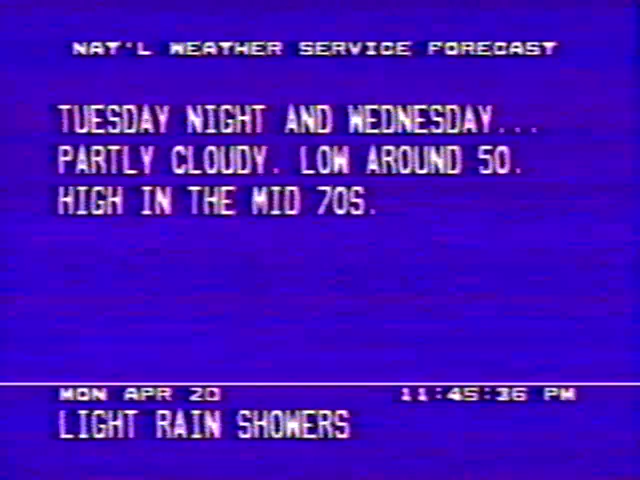 NAT'L WEATHER SERVICE FORECAST
TUESDAY NIGHT AND WEDNESDAY...
PARTLY CLOUDY. LOW AROUND 50.
HIGH IN THE MID 70S.
MON APR 20 11:45:36 PM
LIGHT RAIN SHOWERS